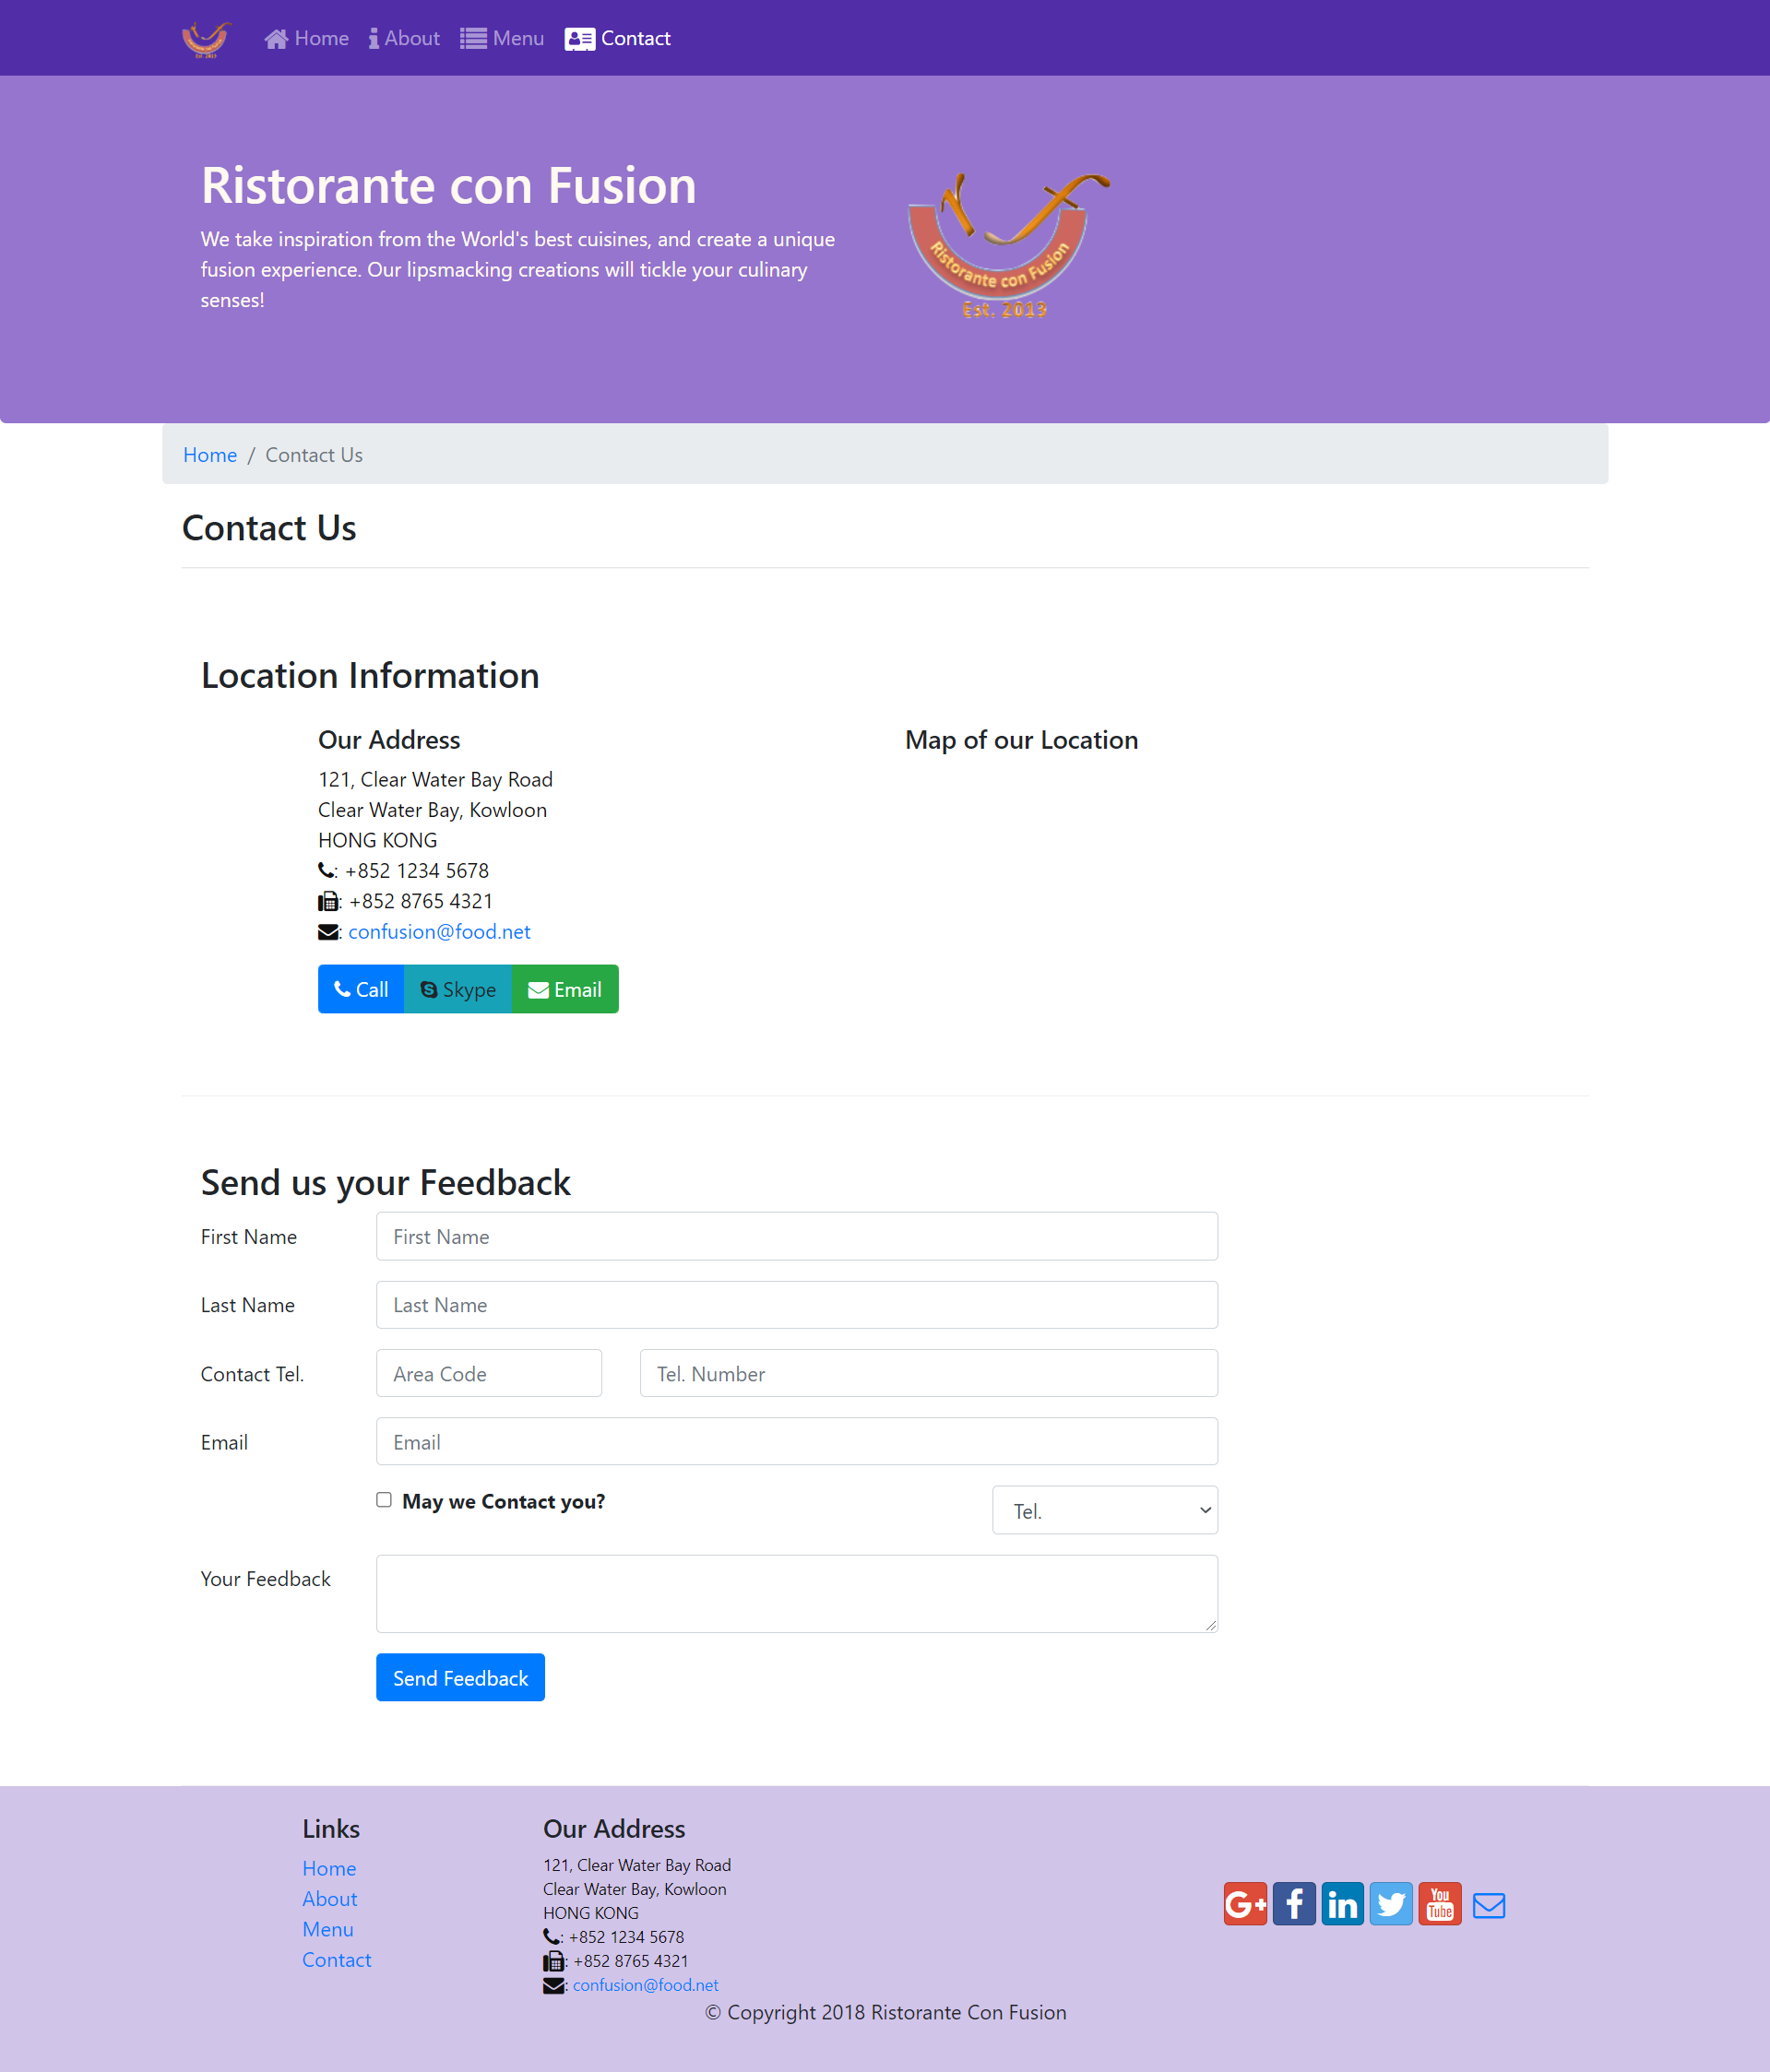 Home About Menu Contact
Ristorante con Fusion
We take inspiration from the World's best cuisines, and create a unique
fusion experience. Our lipsmacking creations will tickle your culinary
senses!
Ristorante con Fusion
Est. 2013
Home / Contact Us
Contact Us
Location Information
Our Address
121, Clear Water Bay Road
Clear Water Bay, Kowloon
HONG KONG
: +852 1234 5678
: +852 8765 4321
: confusion@food.net
Call Skype Email
Map of our Location
Send us your Feedback
First Name First Name
Last Name Last Name
Contact Tel. Area Code Tel. Number
Email Email
May we Contact you? Tel.
Your Feedback
Send Feedback
Links
Home
About
Menu
Contact
Our Address
121, Clear Water Bay Road
Clear Water Bay, Kowloon
HONG KONG
: +852 1234 5678
: +852 8765 4321
: confusion@food.net
G+ f in You Tube
© Copyright 2018 Ristorante Con Fusion